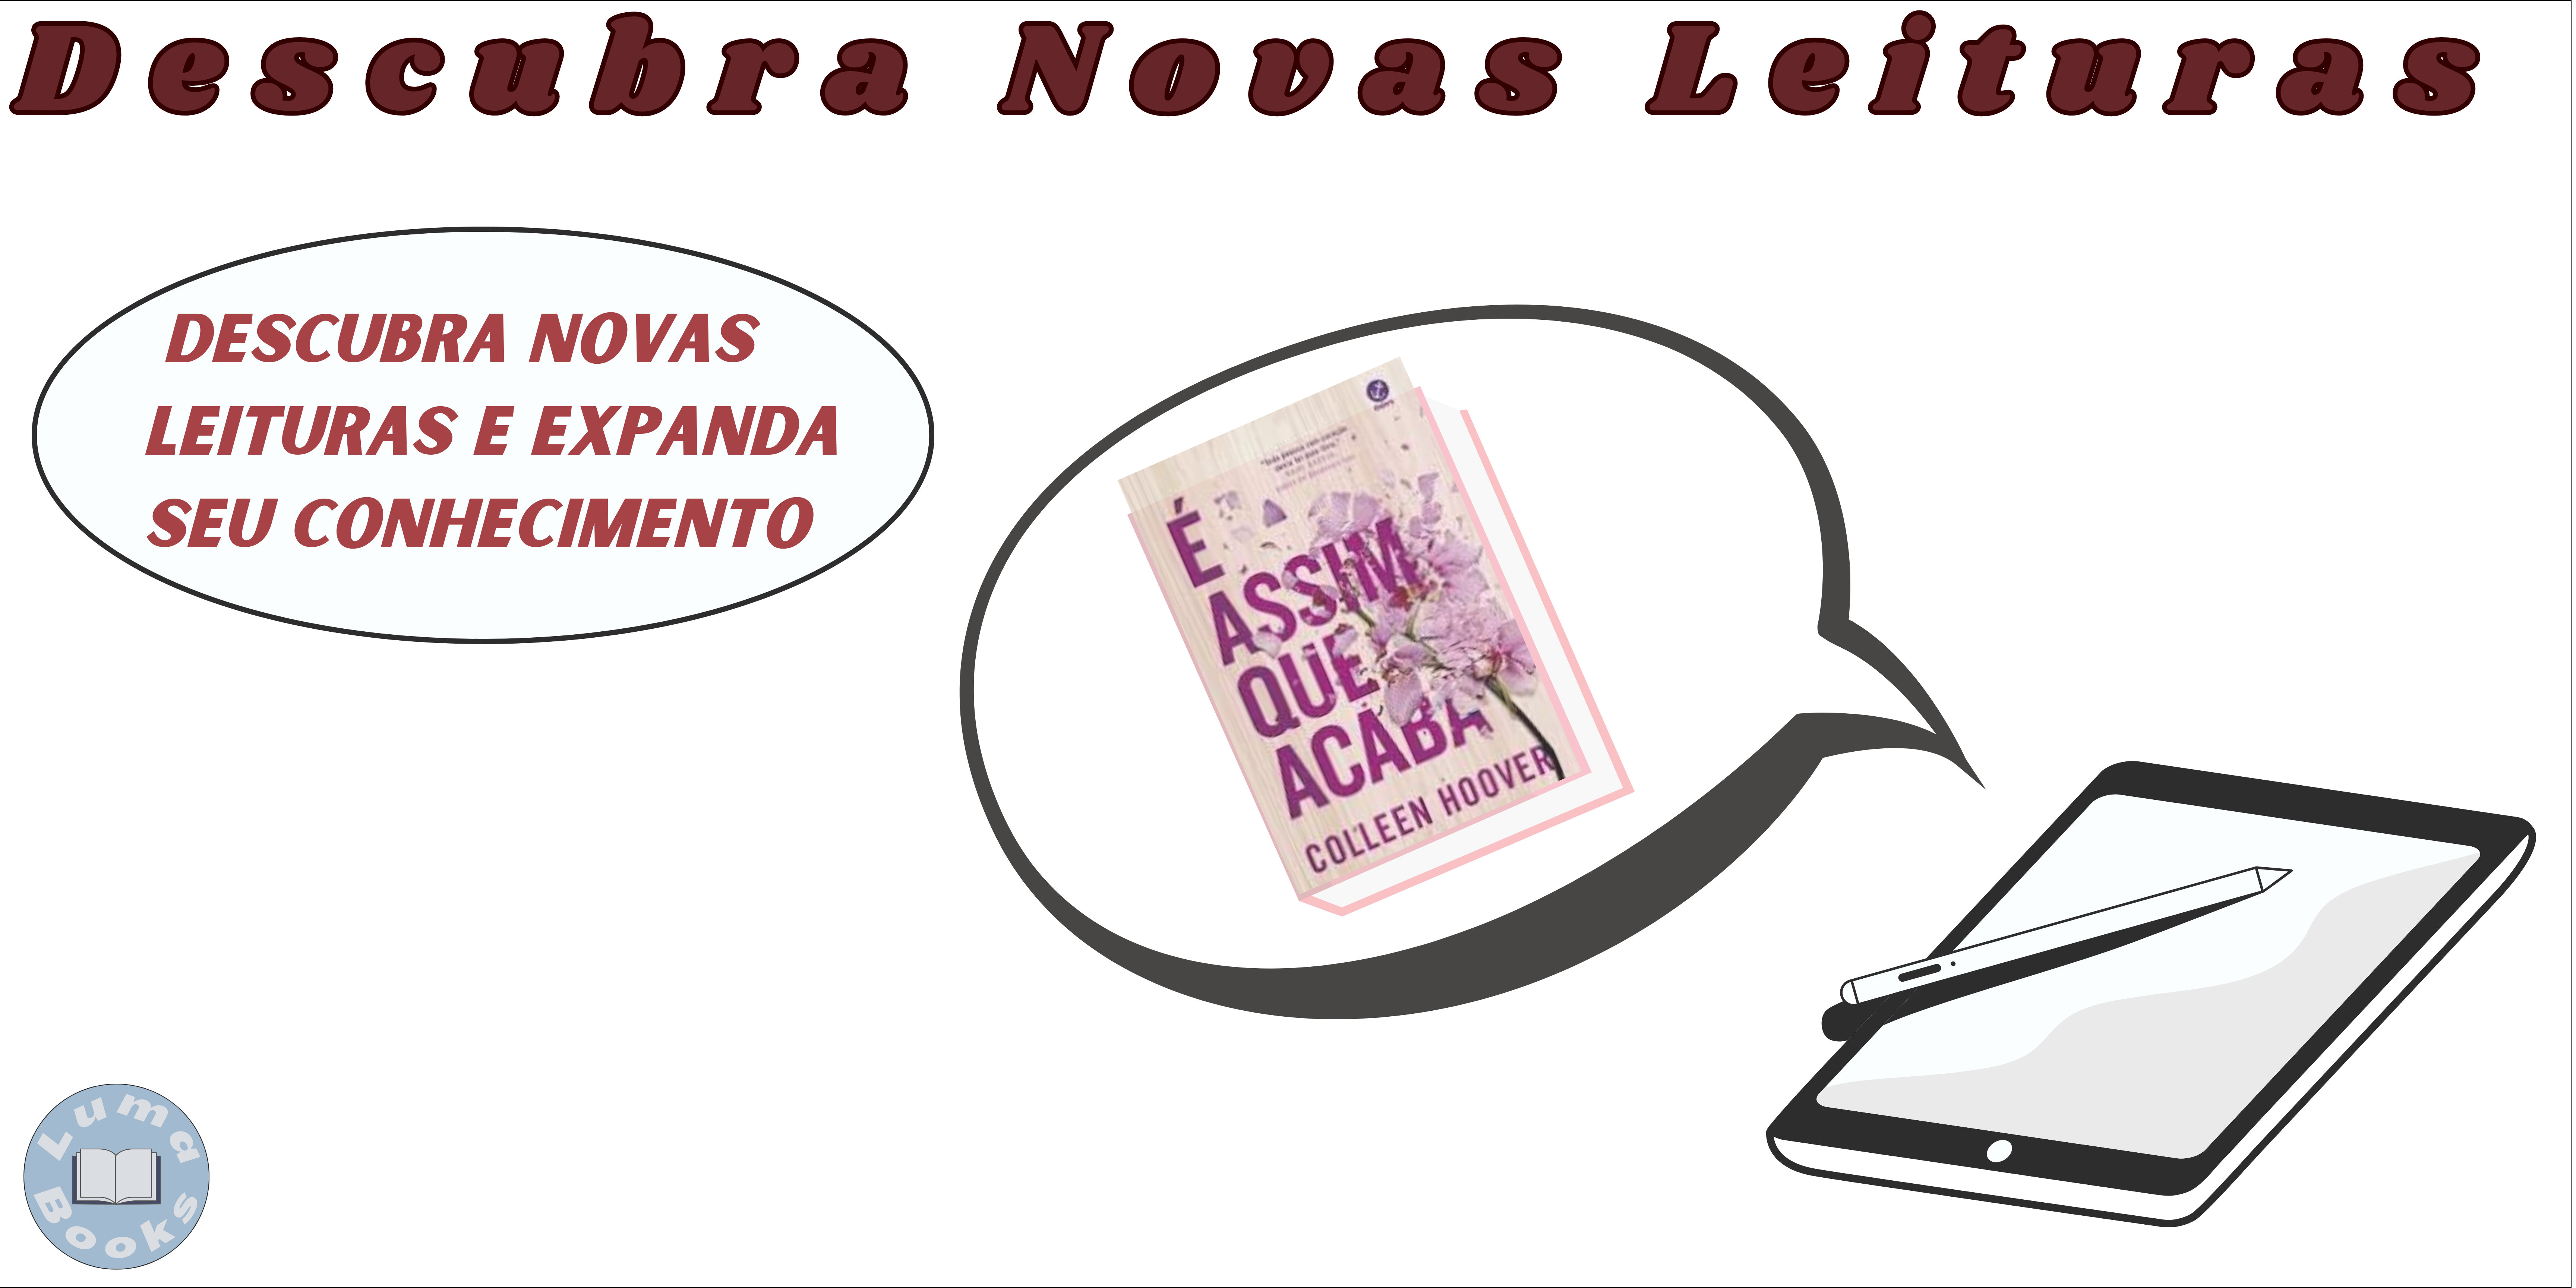 Descubra Novas Leituras
DESCUBRA NOVAS
LEITURAS E EXPANDA
SEU CONHECIMENTO
É
ASSIM
QUE
ACABA
COLLEEN HOOVER
Luma
Books